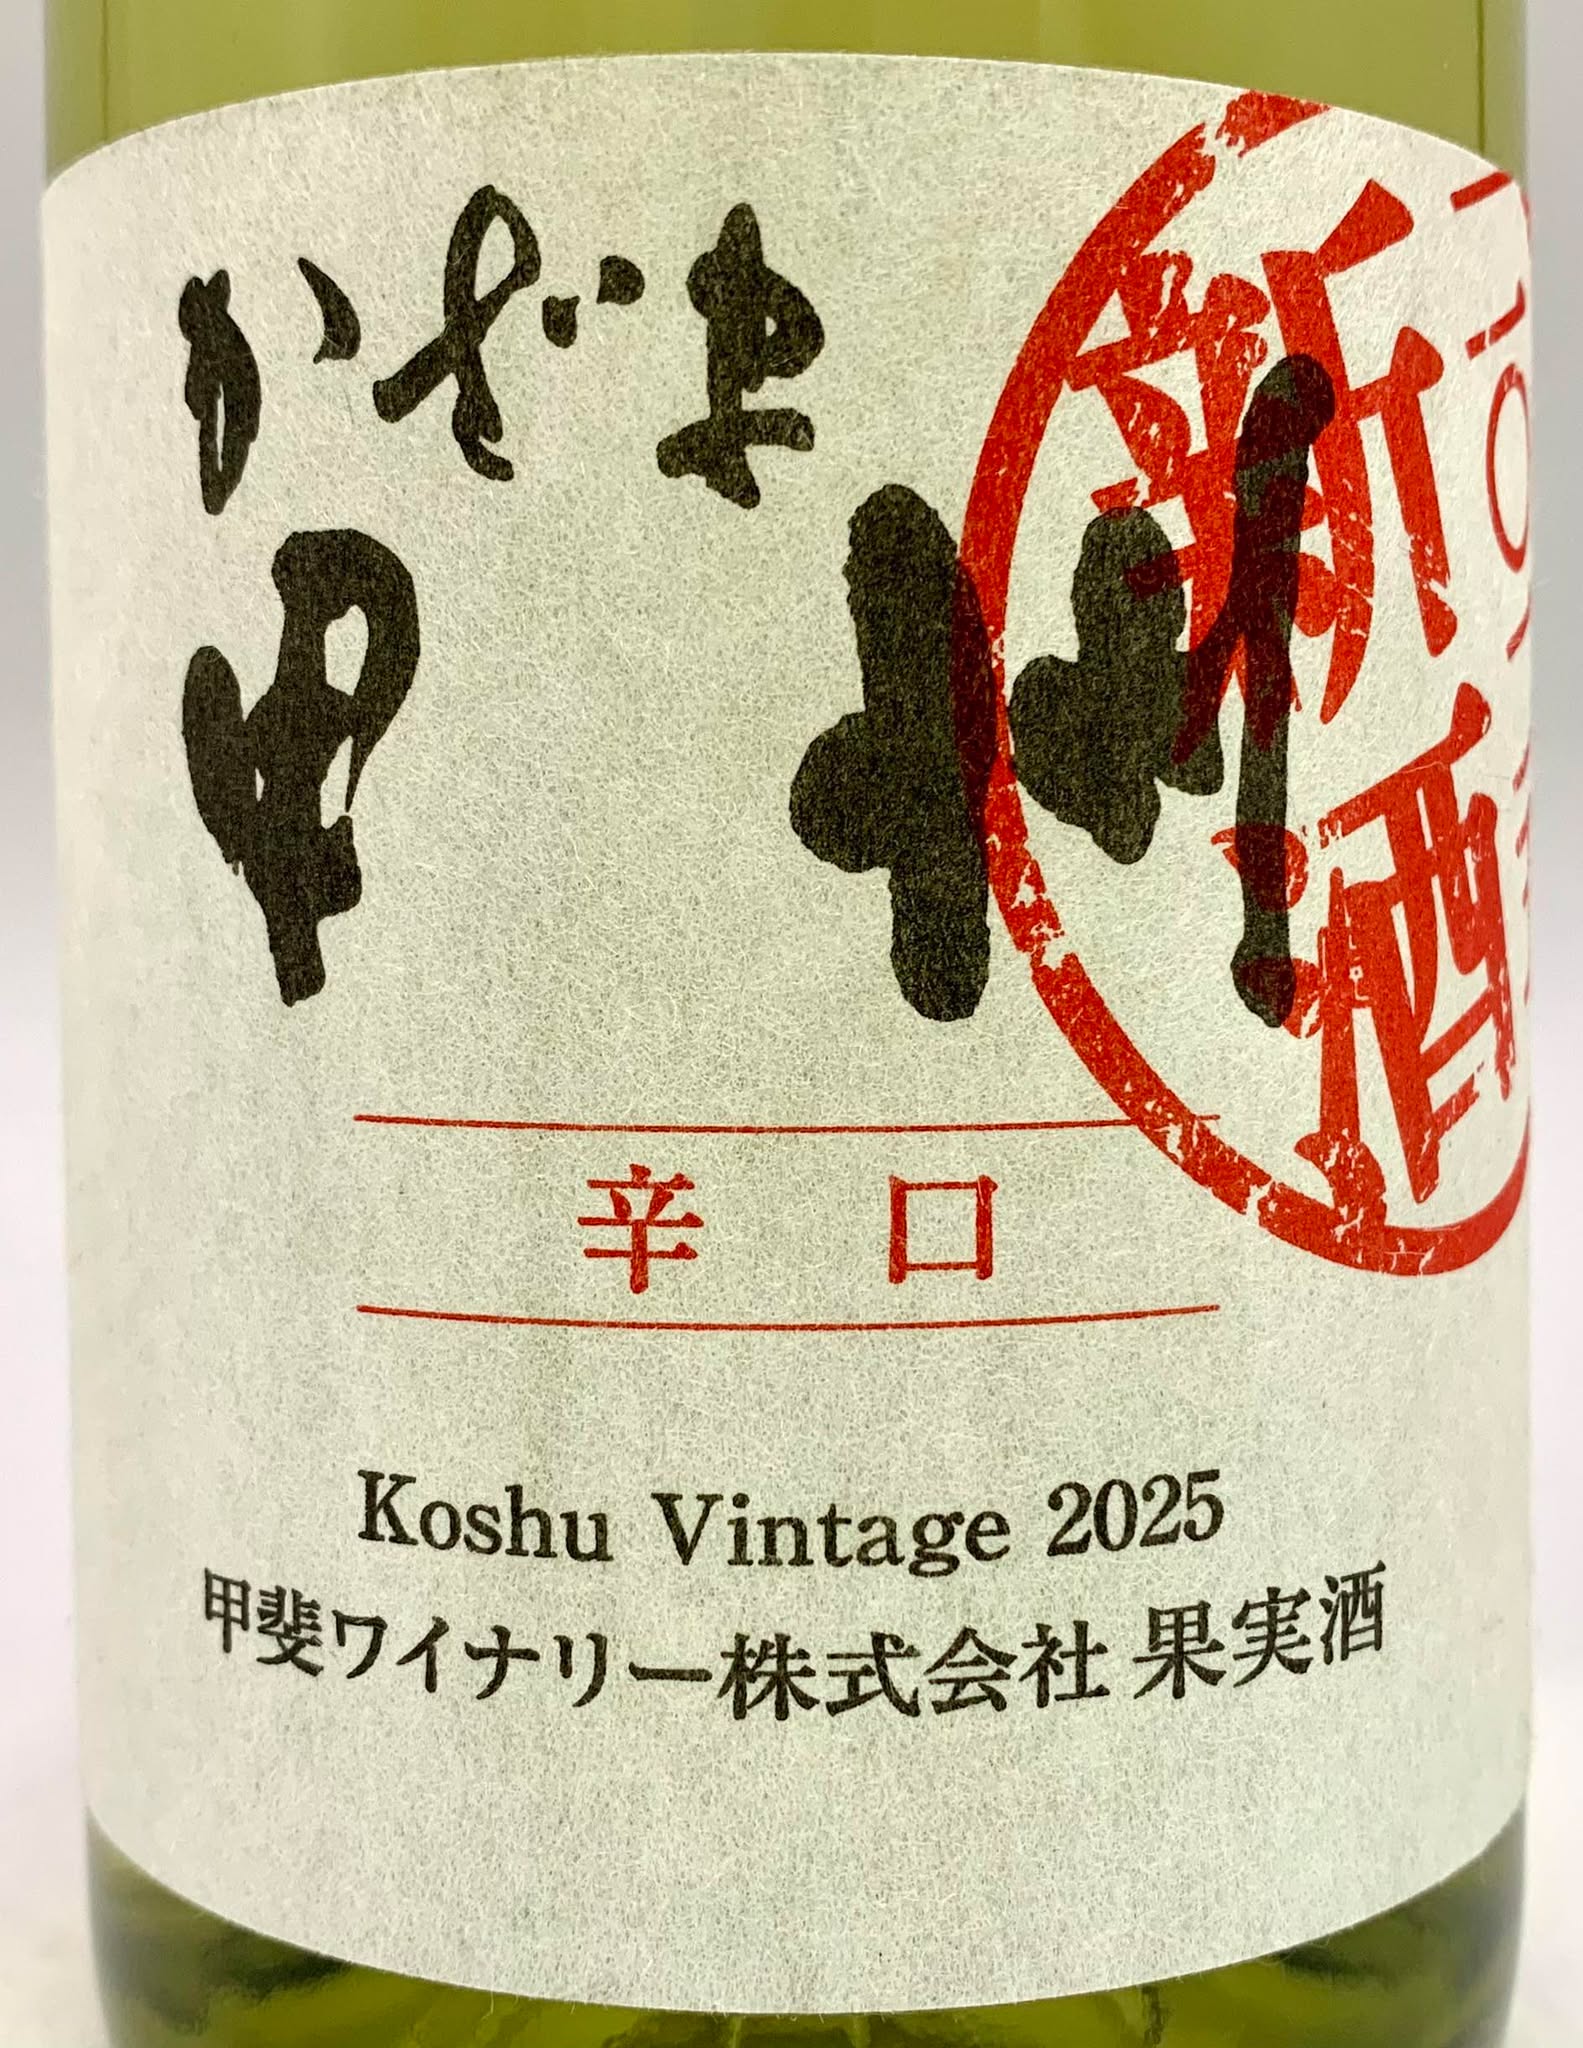 かざま
甲州
新酒
辛口
Koshu Vintage 2025
甲斐ワイナリー株式会社 果実酒